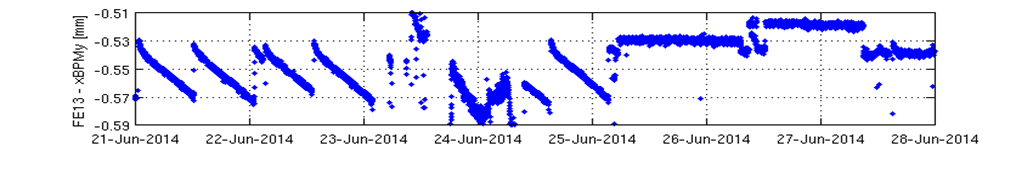 FE13 - xBPMy [mm]
-0.51
-0.53
-0.55
-0.57
-0.59
21-Jun-2014 22-Jun-2014 23-Jun-2014 24-Jun-2014 25-Jun-2014 26-Jun-2014 27-Jun-2014 28-Jun-2014